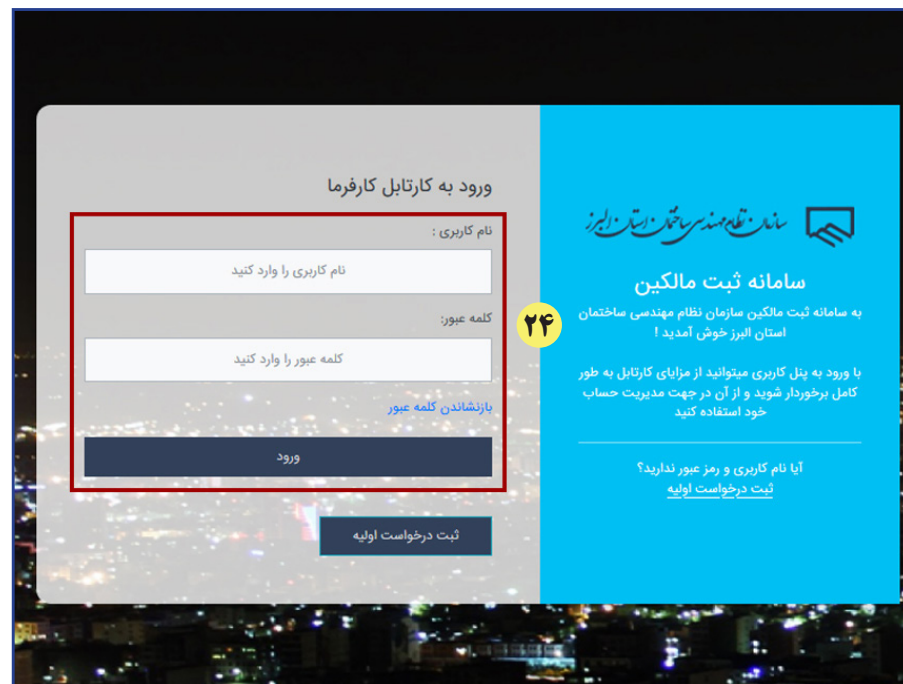 سازمان نظام مهندسی ساختمان استان البرز
سامانه ثبت مالکین
به سامانه ثبت مالکین سازمان نظام مهندسی ساختمان
استان البرز خوش آمدید !
با ورود به پنل کاربری میتوانید از مزایای کارتابل به طور
کامل برخوردار شوید و از آن در جهت مدیریت حساب
خود استفاده کنید
آیا نام کاربری و رمز عبور ندارید؟
ثبت درخواست اولیه
۲۴
ورود به کارتابل کارفرما
نام کاربری :
نام کاربری را وارد کنید
کلمه عبور:
کلمه عبور را وارد کنید
بازنشاندن کلمه عبور
ورود
ثبت درخواست اولیه